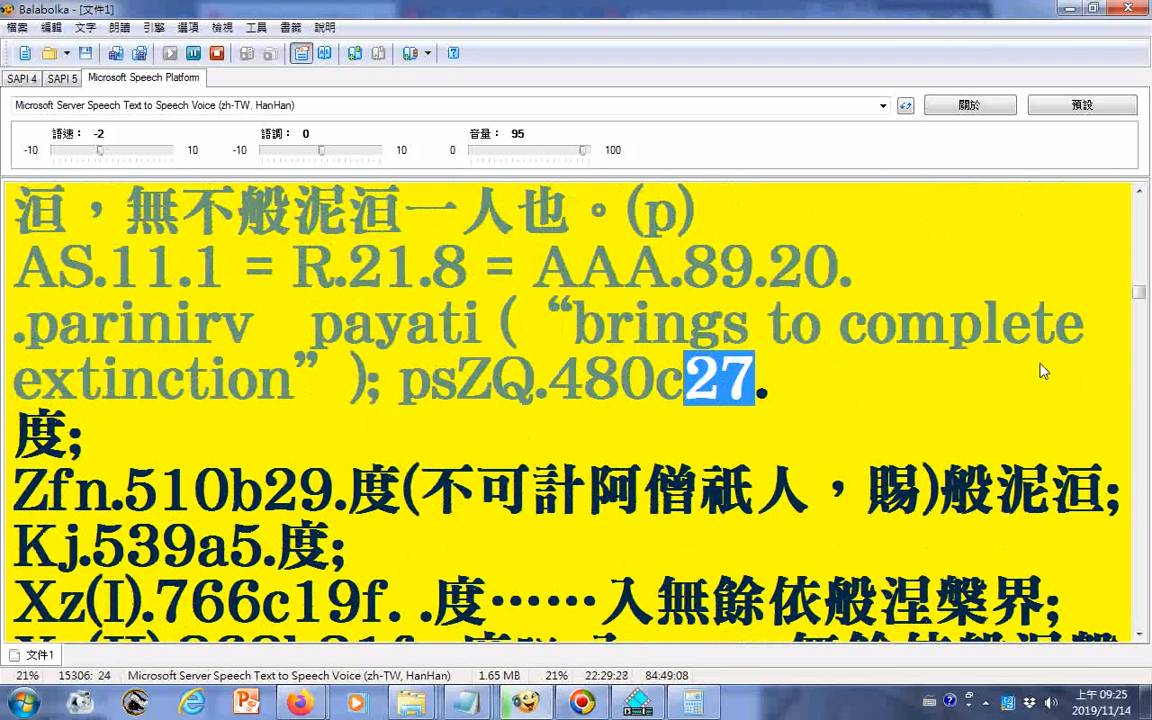 Balabolka - [文件1]
檔案 編輯 文字 朗讀 引擎 選項 檢視 工具 書籤 說明
SAPI 4 SAPI 5 Microsoft Speech Platform
Microsoft Server Speech Text to Speech Voice (zh-TW, HanHan) 關於 預設
語速： -2 語調： 0 音量： 95
-10 10 -10 10 0 100
洹，無不般泥洹一人也。(p)
AS.11.1 = R.21.8 = AAA.89.20.
.parinirv payati ( “brings to complete
extinction” ); psZQ.480c27.
度;
Zfn.510b29.度(不可計阿僧祇人，賜)般泥洹;
Kj.539a5.度;
Xz(I).766c19f. .度……入無餘依般涅槃界;
文件1
21% 15306: 24 Microsoft Server Speech Text to Speech Voice (zh-TW, HanHan) 1.65 MB 21% 22:29:28 84:49:08
上午 09:25
2019/11/14